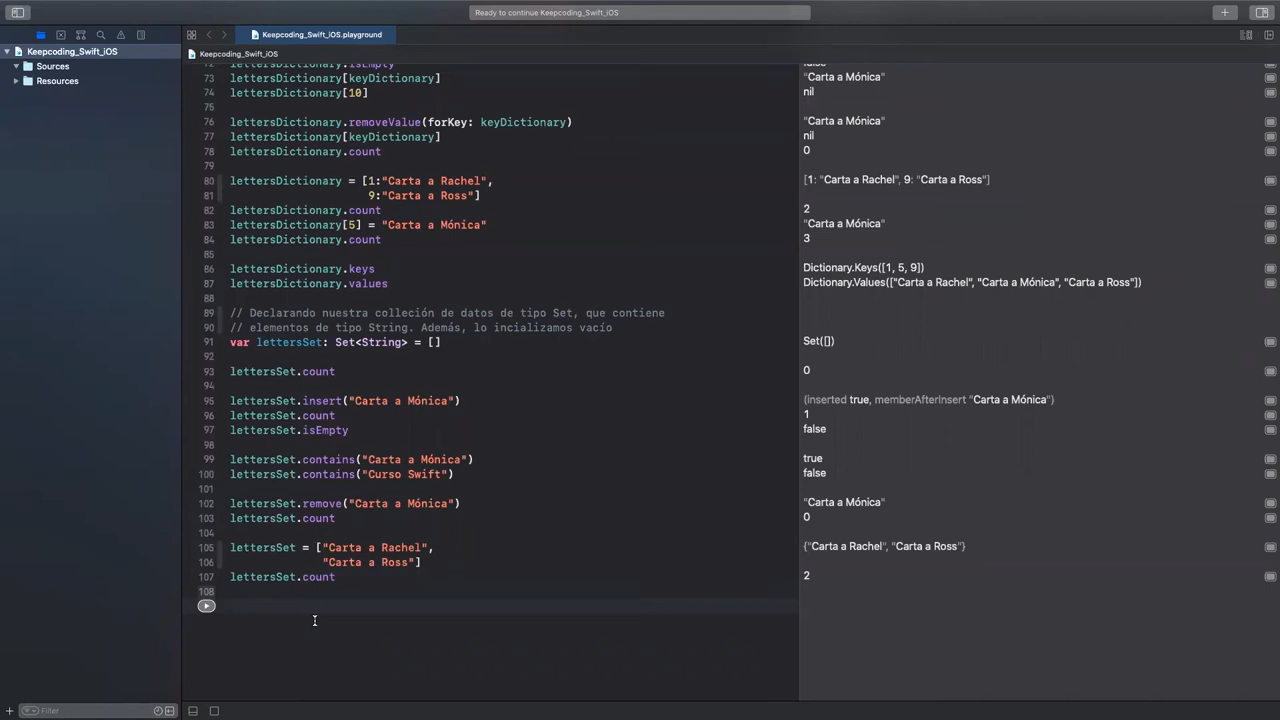 Ready to continue Keepcoding_Swift_iOS
Keepcoding_Swift_iOS.playground
Keepcoding_Swift_iOS
Keepcoding_Swift_iOS
Sources
Resources
72 lettersDictionary.isEmpty
false
73 lettersDictionary[keyDictionary]
"Carta a Mónica"
74 lettersDictionary[10]
nil
75
76 lettersDictionary.removeValue(forKey: keyDictionary)
"Carta a Mónica"
77 lettersDictionary[keyDictionary]
nil
78 lettersDictionary.count
0
79
80 lettersDictionary = [1:"Carta a Rachel",
[1: "Carta a Rachel", 9: "Carta a Ross"]
81 9:"Carta a Ross"]
82 lettersDictionary.count
2
83 lettersDictionary[5] = "Carta a Mónica"
"Carta a Mónica"
84 lettersDictionary.count
3
85
86 lettersDictionary.keys
Dictionary.Keys([1, 5, 9])
87 lettersDictionary.values
Dictionary.Values(["Carta a Rachel", "Carta a Mónica", "Carta a Ross"])
88
89 // Declarando nuestra colleción de datos de tipo Set, que contiene
90 // elementos de tipo String. Además, lo incializamos vacío
91 var lettersSet: Set<String> = []
Set([])
92
93 lettersSet.count
0
94
95 lettersSet.insert("Carta a Mónica")
(inserted true, memberAfterInsert "Carta a Mónica")
96 lettersSet.count
1
97 lettersSet.isEmpty
false
98
99 lettersSet.contains("Carta a Mónica")
true
100 lettersSet.contains("Curso Swift")
false
101
102 lettersSet.remove("Carta a Mónica")
"Carta a Mónica"
103 lettersSet.count
0
104
105 lettersSet = ["Carta a Rachel",
{"Carta a Rachel", "Carta a Ross"}
106 "Carta a Ross"]
107 lettersSet.count
2
108
Filter